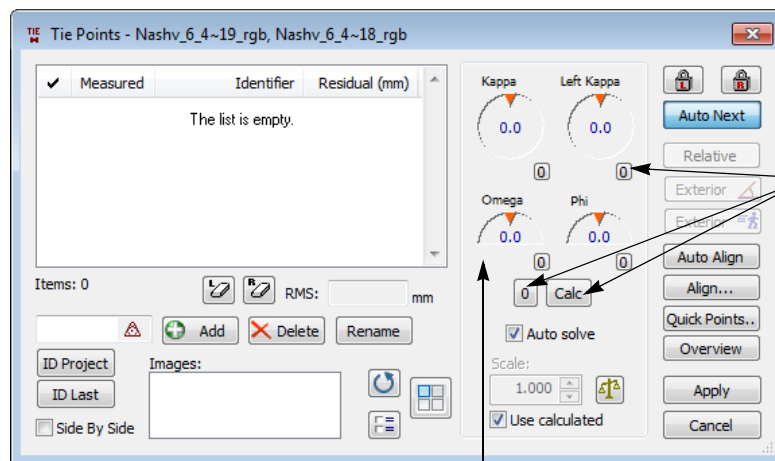 TIE Tie Points - Nashv_6_4~19_rgb, Nashv_6_4~18_rgb
✓ Measured Identifier Residual (mm)
The list is empty.
Items: 0
L R RMS: mm
Add Delete Rename
ID Project
ID Last
Images:
Side By Side
Kappa Left Kappa
0.0 0.0
0 0
Omega Phi
0.0 0.0
0 0
0 Calc
Auto solve
Scale:
1.000
Use calculated
L R
Auto Next
Relative
Exterior
Exterior
Auto Align
Align...
Quick Points..
Overview
Apply
Cancel